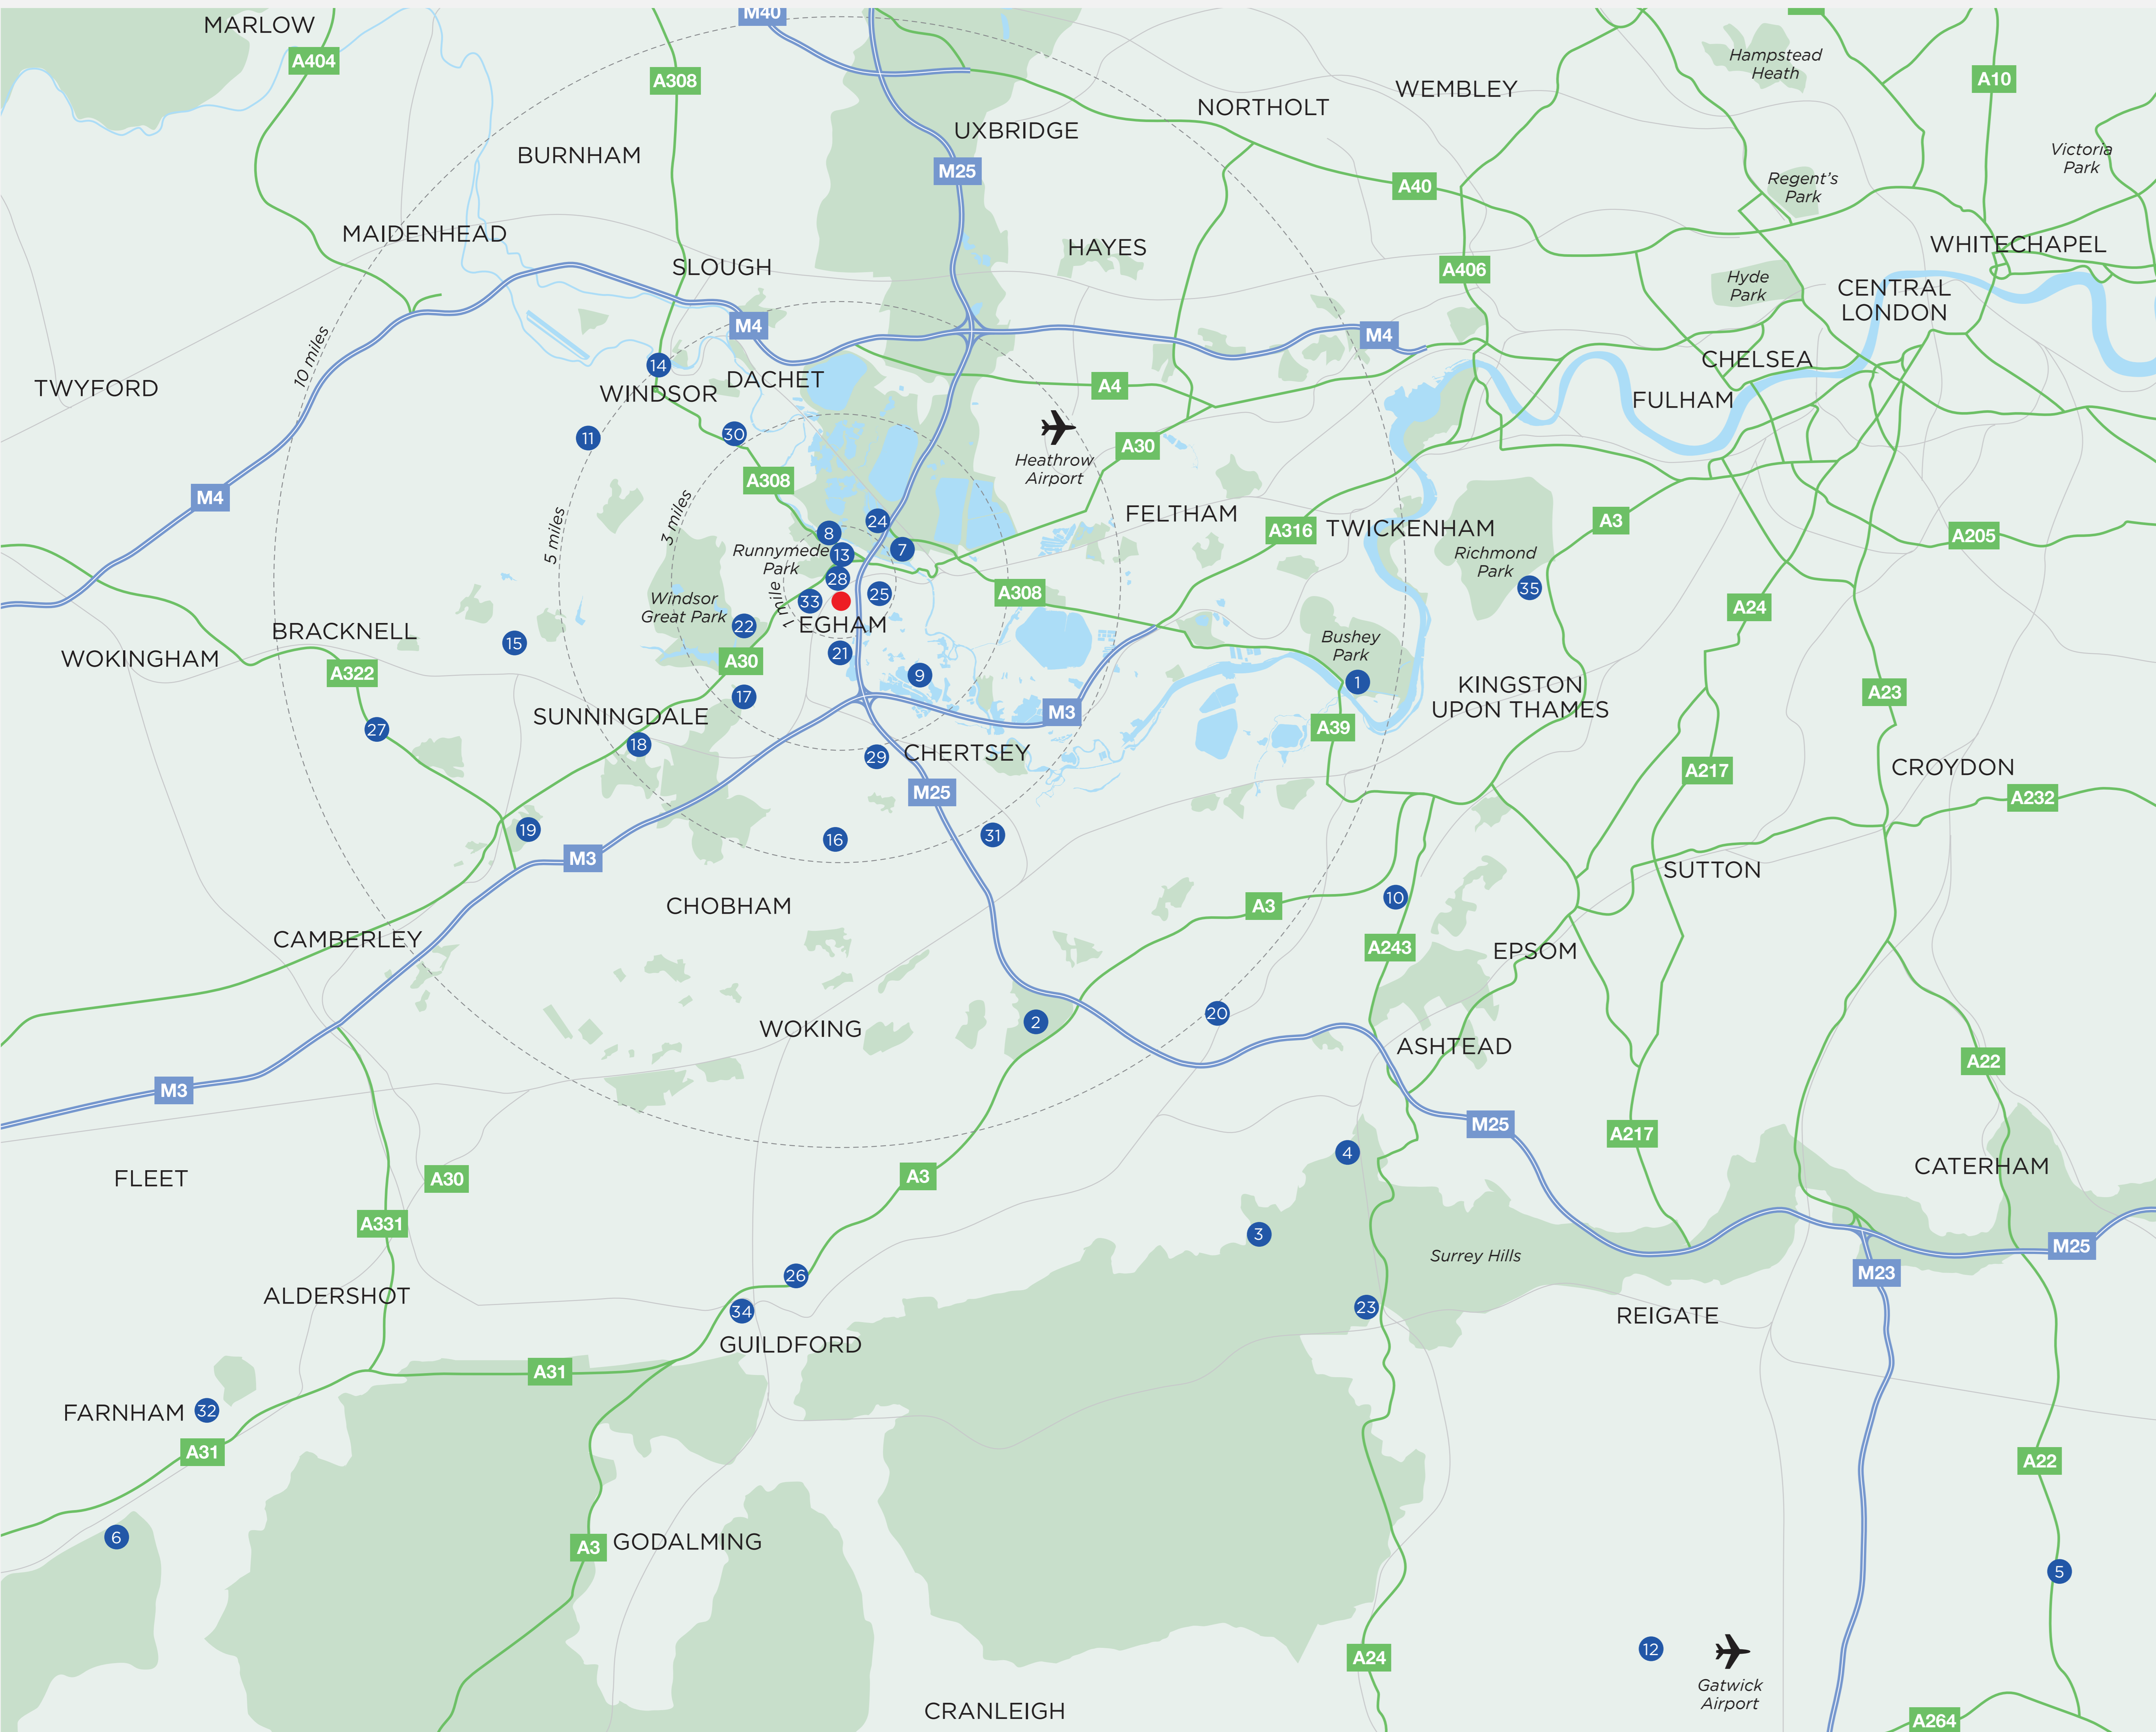 M40
MARLOW
A404
A308
Hampstead
Heath
A10
WEMBLEY
NORTHOLT
UXBRIDGE
BURNHAM
M25
Victoria
Park
Regent's
Park
A40
MAIDENHEAD
HAYES
WHITECHAPEL
SLOUGH
A406
Hyde
Park
CENTRAL
LONDON
M4
M4
10 miles
14
CHELSEA
DACHET
A4
TWYFORD
WINDSOR
FULHAM
11
30
A30
Heathrow
Airport
A308
M4
5 miles
3 miles
24
FELTHAM
A316
TWICKENHAM
A3
8
7
A205
Runnymede
Park
13
Richmond
Park
28
35
1 mile
33
25
A308
Windsor
Great Park
A24
22
EGHAM
BRACKNELL
Bushey
Park
15
21
WOKINGHAM
A30
A322
9
1
17
KINGSTON
UPON THAMES
A23
SUNNINGDALE
M3
27
18
A39
29
CHERTSEY
A217
CROYDON
M25
A232
19
16
31
M3
SUTTON
10
CHOBHAM
A3
CAMBERLEY
A243
EPSOM
20
2
WOKING
ASHTEAD
A22
M3
M25
A217
4
FLEET
A30
A3
CATERHAM
A331
3
M25
Surrey Hills
26
M23
ALDERSHOT
34
23
REIGATE
GUILDFORD
A31
FARNHAM
32
A31
A22
6
A3
GODALMING
5
12
A24
Gatwick
Airport
CRANLEIGH
A264